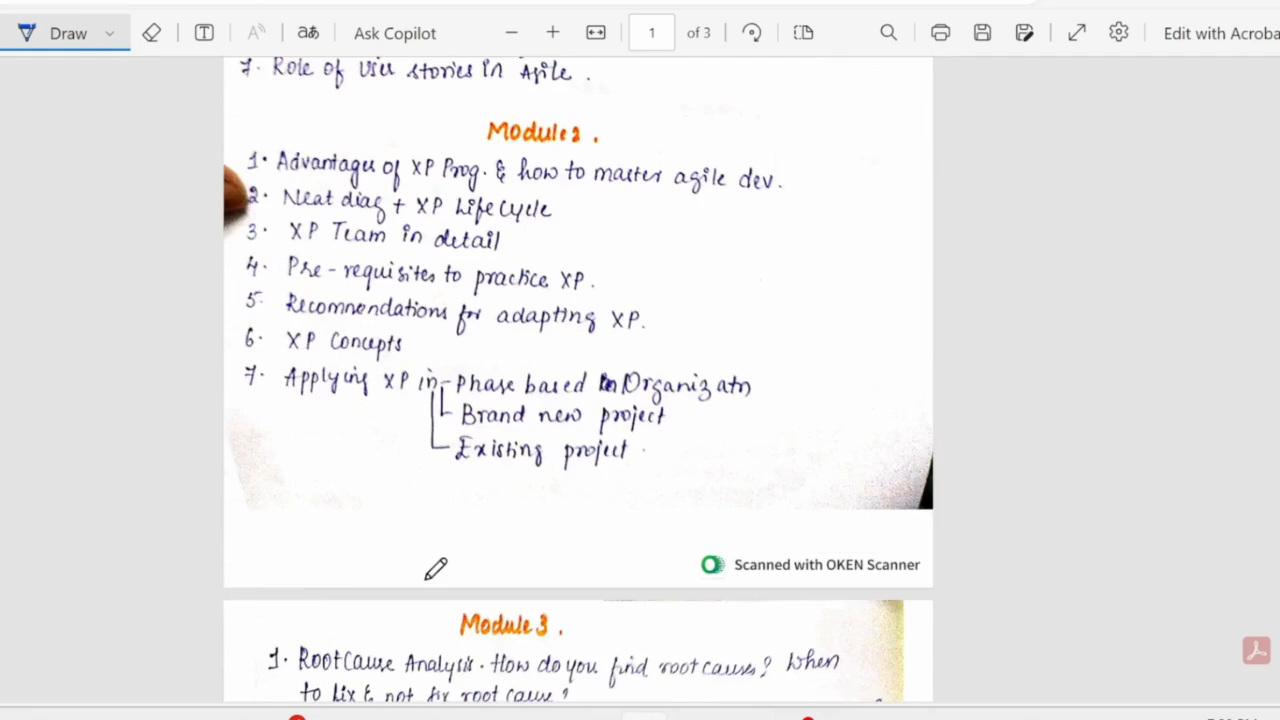 Draw
Ask Copilot
1 of 3
Edit with Acroba
7. Role of User stories in Agile.
Module 2.
1. Advantages of XP Prog. & how to master agile dev.
2. Neat diag + XP Life Cycle
3. XP Team in detail
4. Pre-requisites to practice XP.
5. Recomnendations for adapting XP.
6. XP Concepts
7. Applying XP in - Phase based Organizatn
Brand new project
Existing project
Scanned with OKEN Scanner
Module 3.
1. Root Cause Analysis. How do you find root causes? When
to fix & not fix root cause?